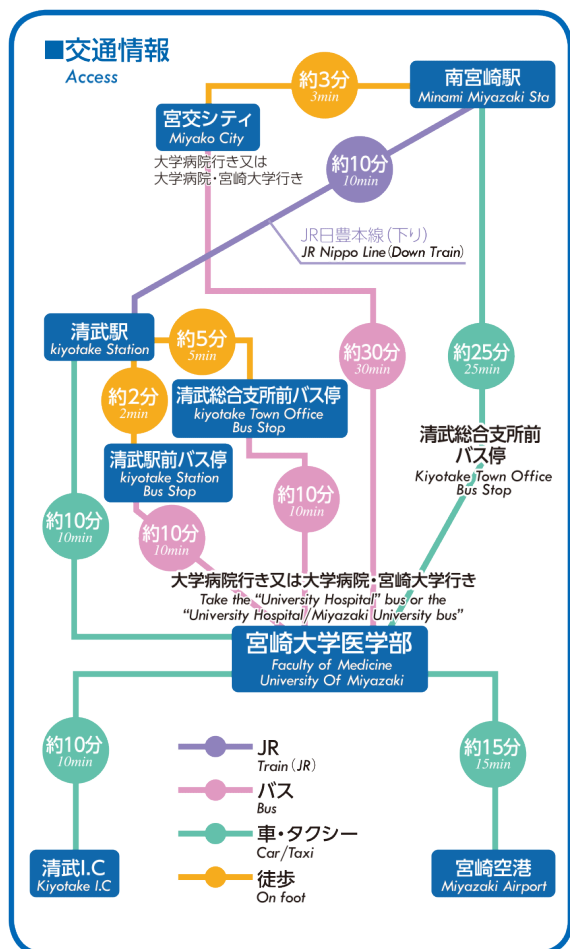 ■交通情報
Access
約3分
3min
南宮崎駅
Minami Miyazaki Sta
宮交シティ
Miyako City
大学病院行き又は
大学病院・宮崎大学行き
約10分
10min
JR日豊本線(下り)
JR Nippo Line(Down Train)
清武駅
kiyotake Station
約5分
5min
約30分
30min
約25分
25min
約2分
2min
清武総合支所前バス停
kiyotake Town Office
Bus Stop
清武総合支所前
バス停
Kiyotake Town Office
Bus Stop
清武駅前バス停
kiyotake Station
Bus Stop
約10分
10min
約10分
10min
約10分
10min
大学病院行き又は大学病院・宮崎大学行き
Take the “University Hospital” bus or the
“University Hospital/Miyazaki University bus”
宮崎大学医学部
Faculty of Medicine
University Of Miyazaki
約10分
10min
約15分
15min
JR
Train(JR)
バス
Bus
車・タクシー
Car/Taxi
徒歩
On foot
清武I.C
Kiyotake I.C
宮崎空港
Miyazaki Airport